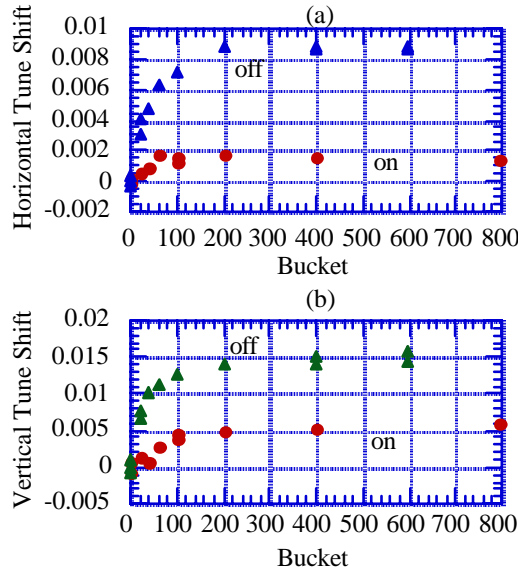 (a)
Horizontal Tune Shift
0.01
0.008
0.006
0.004
0.002
0
-0.002
off
on
0 100 200 300 400 500 600 700 800
Bucket
(b)
Vertical Tune Shift
0.02
0.015
0.01
0.005
0
-0.005
off
on
0 100 200 300 400 500 600 700 800
Bucket